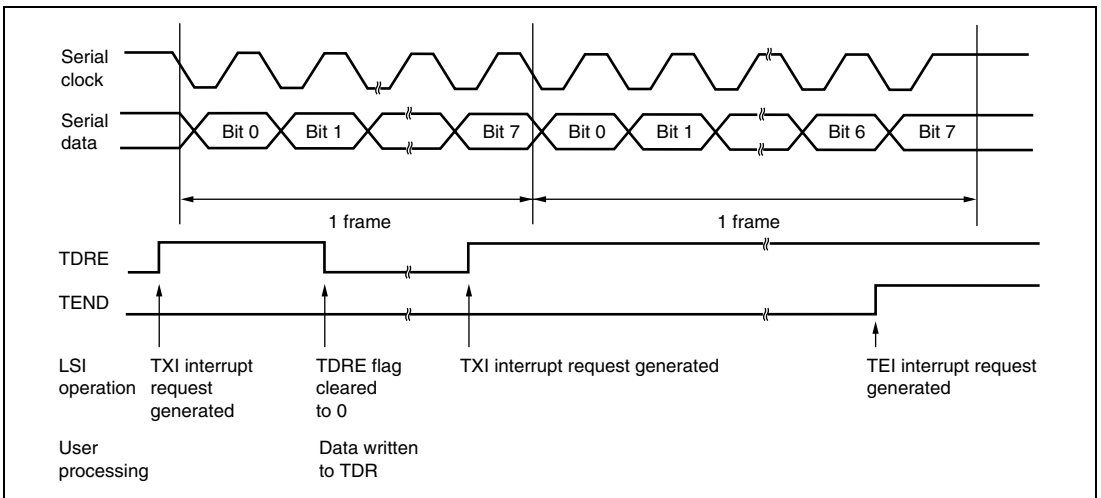 Serial
clock
Serial
data
Bit 0
Bit 1
Bit 7
Bit 0
Bit 1
Bit 6
Bit 7
1 frame
1 frame
TDRE
TEND
LSI
operation
TXI interrupt
request
generated
TDRE flag
cleared
to 0
TXI interrupt request generated
TEI interrupt request
generated
User
processing
Data written
to TDR